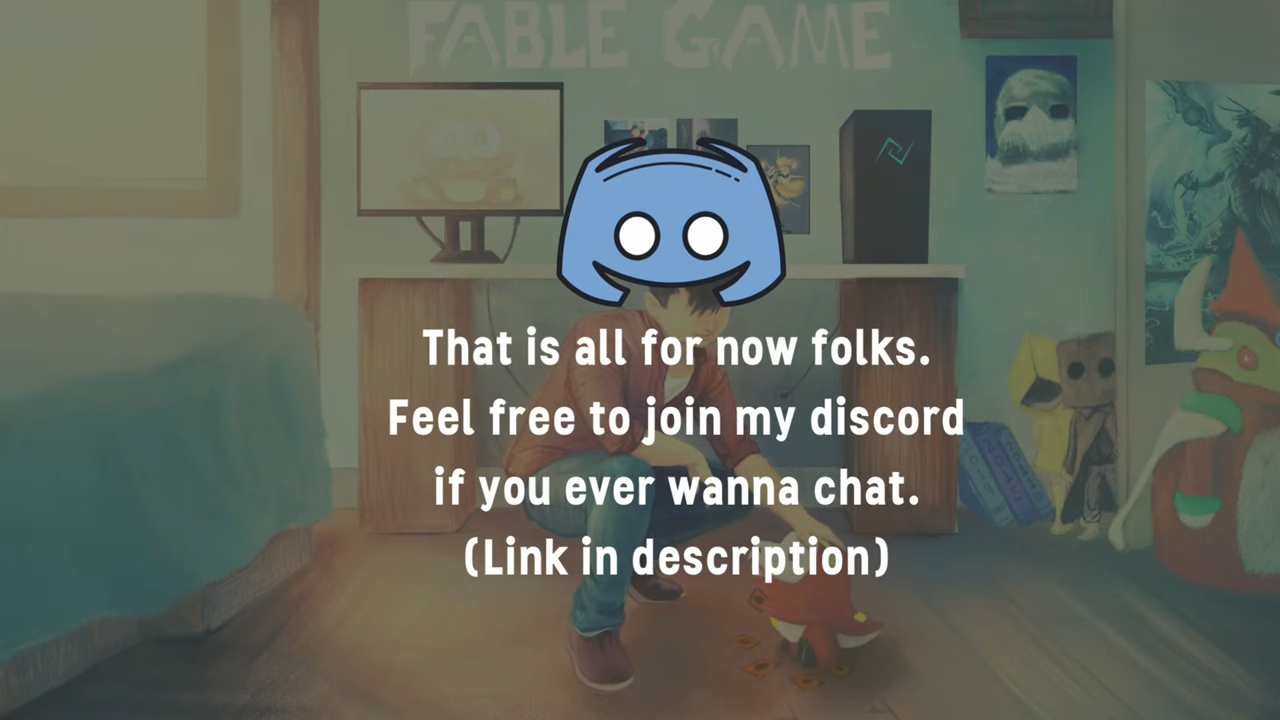 FABLE GAME
That is all for now folks.
Feel free to join my discord
if you ever wanna chat.
(Link in description)